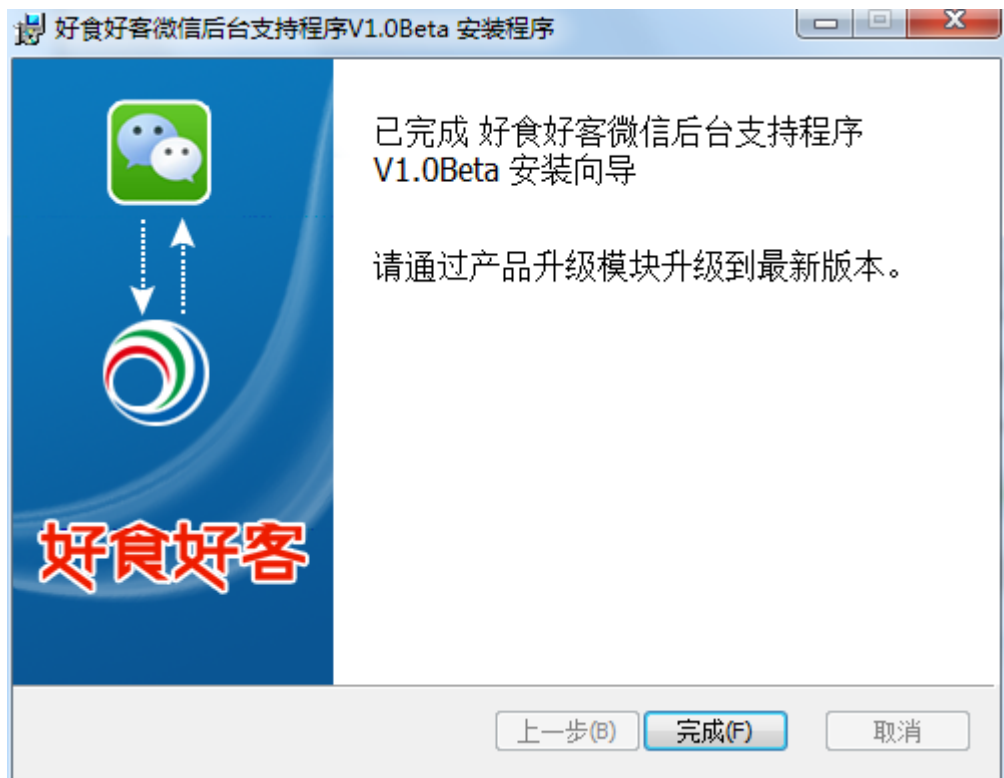 好食好客微信后台支持程序V1.0Beta 安装程序
已完成 好食好客微信后台支持程序
V1.0Beta 安装向导
请通过产品升级模块升级到最新版本。
好食好客
上一步(B) 完成(F) 取消